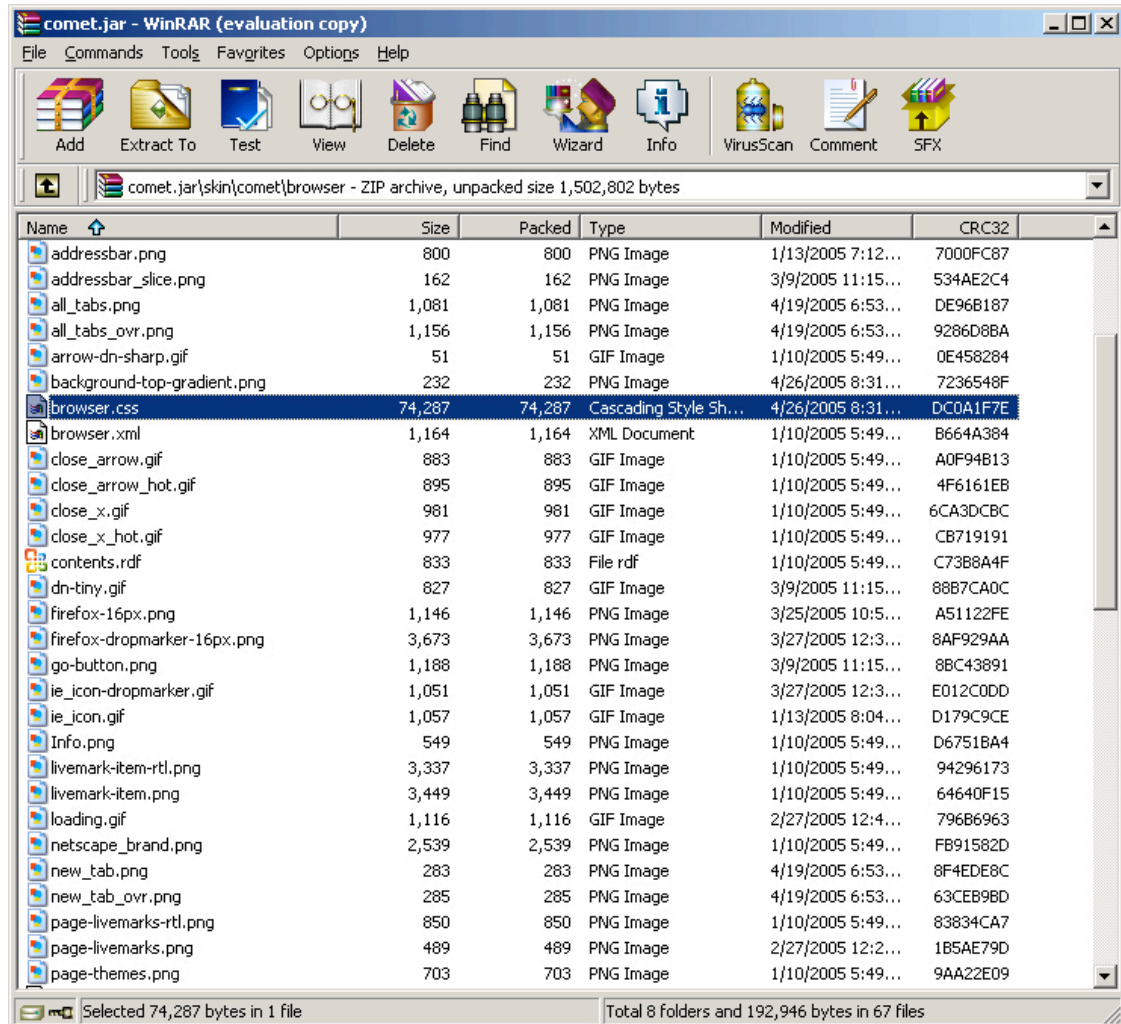 comet.jar - WinRAR (evaluation copy)
File Commands Tools Favorites Options Help
Add Extract To Test View Delete Find Wizard Info VirusScan Comment SFX
comet.jar\skin\comet\browser - ZIP archive, unpacked size 1,502,802 bytes
Name Size Packed Type Modified CRC32
addressbar.png 800 800 PNG Image 1/13/2005 7:12... 7000FC87
addressbar_slice.png 162 162 PNG Image 3/9/2005 11:15... 534AE2C4
all_tabs.png 1,081 1,081 PNG Image 4/19/2005 6:53... DE96B187
all_tabs_ovr.png 1,156 1,156 PNG Image 4/19/2005 6:53... 9286D8BA
arrow-dn-sharp.gif 51 51 GIF Image 1/10/2005 5:49... 0E458284
background-top-gradient.png 232 232 PNG Image 4/26/2005 8:31... 7236548F
browser.css 74,287 74,287 Cascading Style Sh... 4/26/2005 8:31... DC0A1F7E
browser.xml 1,164 1,164 XML Document 1/10/2005 5:49... B664A384
close_arrow.gif 883 883 GIF Image 1/10/2005 5:49... A0F94B13
close_arrow_hot.gif 895 895 GIF Image 1/10/2005 5:49... 4F6161EB
close_x.gif 981 981 GIF Image 1/10/2005 5:49... 6CA3DCBC
close_x_hot.gif 977 977 GIF Image 1/10/2005 5:49... CB719191
contents.rdf 833 833 File rdf 1/10/2005 5:49... C73B8A4F
dn-tiny.gif 827 827 GIF Image 3/9/2005 11:15... 88B7CA0C
firefox-16px.png 1,146 1,146 PNG Image 3/25/2005 10:5... A51122FE
firefox-dropmarker-16px.png 3,673 3,673 PNG Image 3/27/2005 12:3... 8AF929AA
go-button.png 1,188 1,188 PNG Image 3/9/2005 11:15... 8BC43891
ie_icon-dropmarker.gif 1,051 1,051 GIF Image 3/27/2005 12:3... E012C0DD
ie_icon.gif 1,057 1,057 GIF Image 1/13/2005 8:04... D179C9CE
Info.png 549 549 PNG Image 1/10/2005 5:49... D6751BA4
livemark-item-rtl.png 3,337 3,337 PNG Image 1/10/2005 5:49... 94296173
livemark-item.png 3,449 3,449 PNG Image 1/10/2005 5:49... 64640F15
loading.gif 1,116 1,116 GIF Image 2/27/2005 12:4... 796B6963
netscape_brand.png 2,539 2,539 PNG Image 1/10/2005 5:49... FB91582D
new_tab.png 283 283 PNG Image 4/19/2005 6:53... 8F4EDE8C
new_tab_ovr.png 285 285 PNG Image 4/19/2005 6:53... 63CEB9BD
page-livemarks-rtl.png 850 850 PNG Image 1/10/2005 5:49... 83834CA7
page-livemarks.png 489 489 PNG Image 2/27/2005 12:2... 1B5AE79D
page-themes.png 703 703 PNG Image 1/10/2005 5:49... 9AA22E09
Selected 74,287 bytes in 1 file Total 8 folders and 192,946 bytes in 67 files